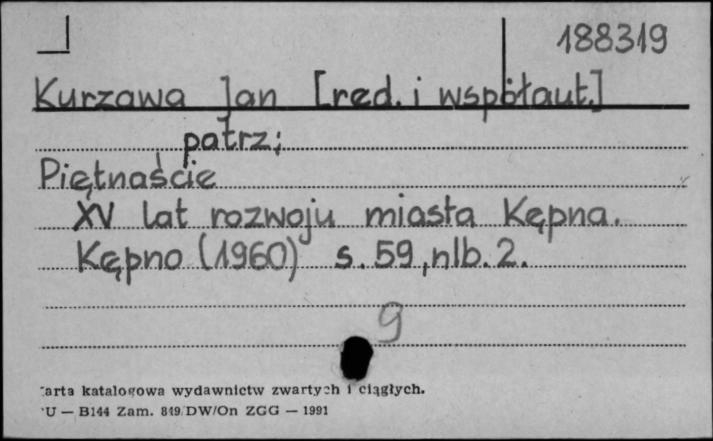 188319
Kurzawa Jan [red. i współaut.]
patrz:
Piętnaście
XV lat rozwoju miasta Kępna.
Kępno (1960) s. 59, nlb. 2.
9
karta katalogowa wydawnictw zwartych i ciągłych.
U — B144 Zam. 849/DW/On ZGG — 1991